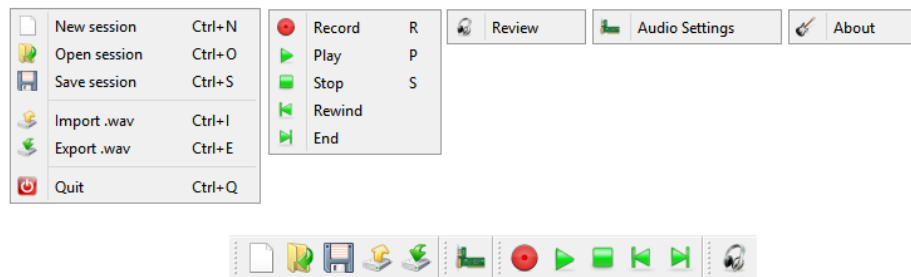 New session Ctrl+N
Open session Ctrl+O
Save session Ctrl+S
Import .wav Ctrl+I
Export .wav Ctrl+E
Quit Ctrl+Q
Record R
Play P
Stop S
Rewind
End
Review
Audio Settings
About